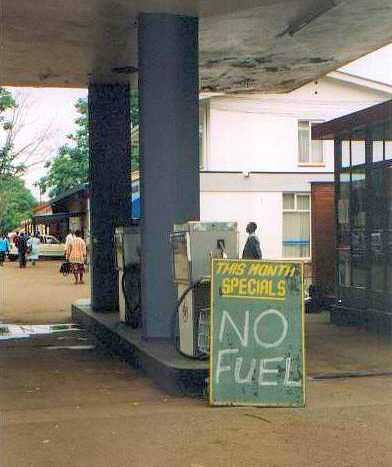 THIS MONTH
SPECIALS
NO
FUEL